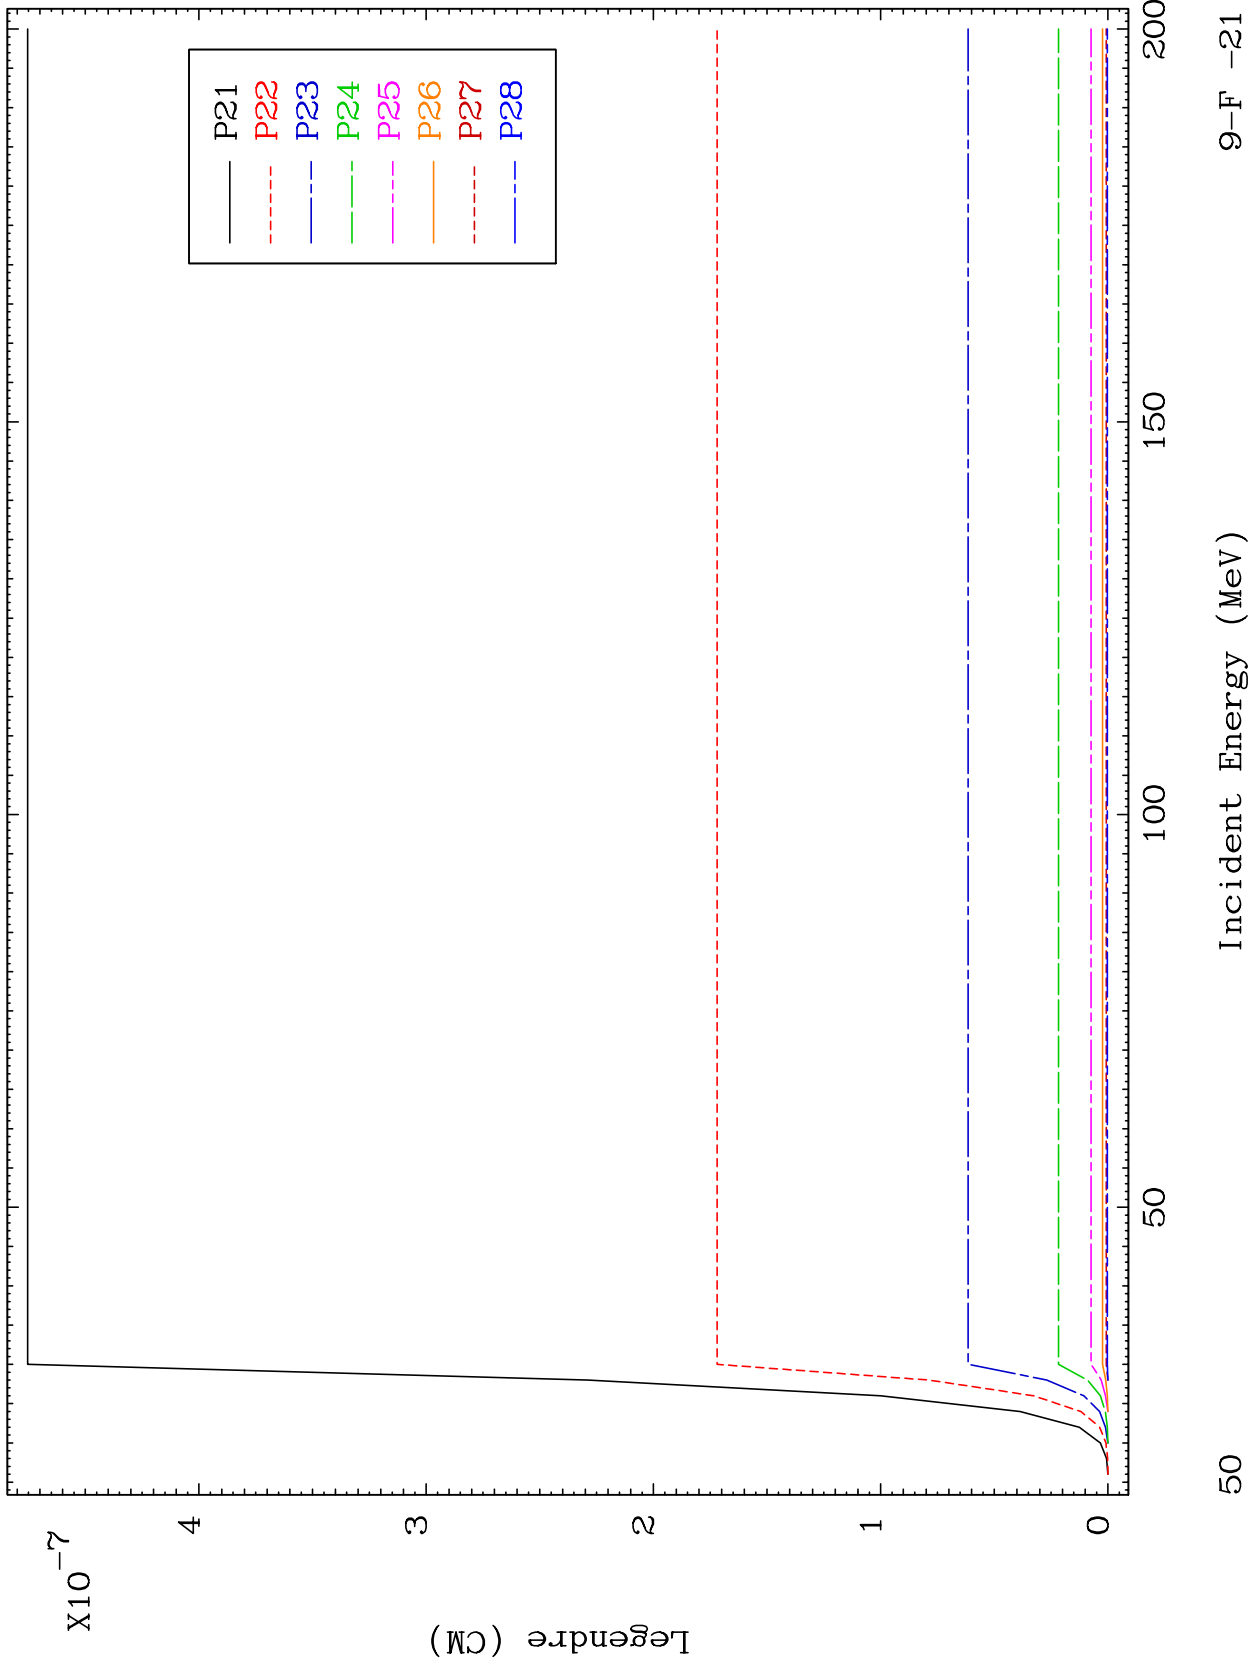 X10-7
4
3
2
1
0
Legendre (CM)
P21
P22
P23
P24
P25
P26
P27
P28
50
100
150
200
Incident Energy (MeV)
50
9-F -21